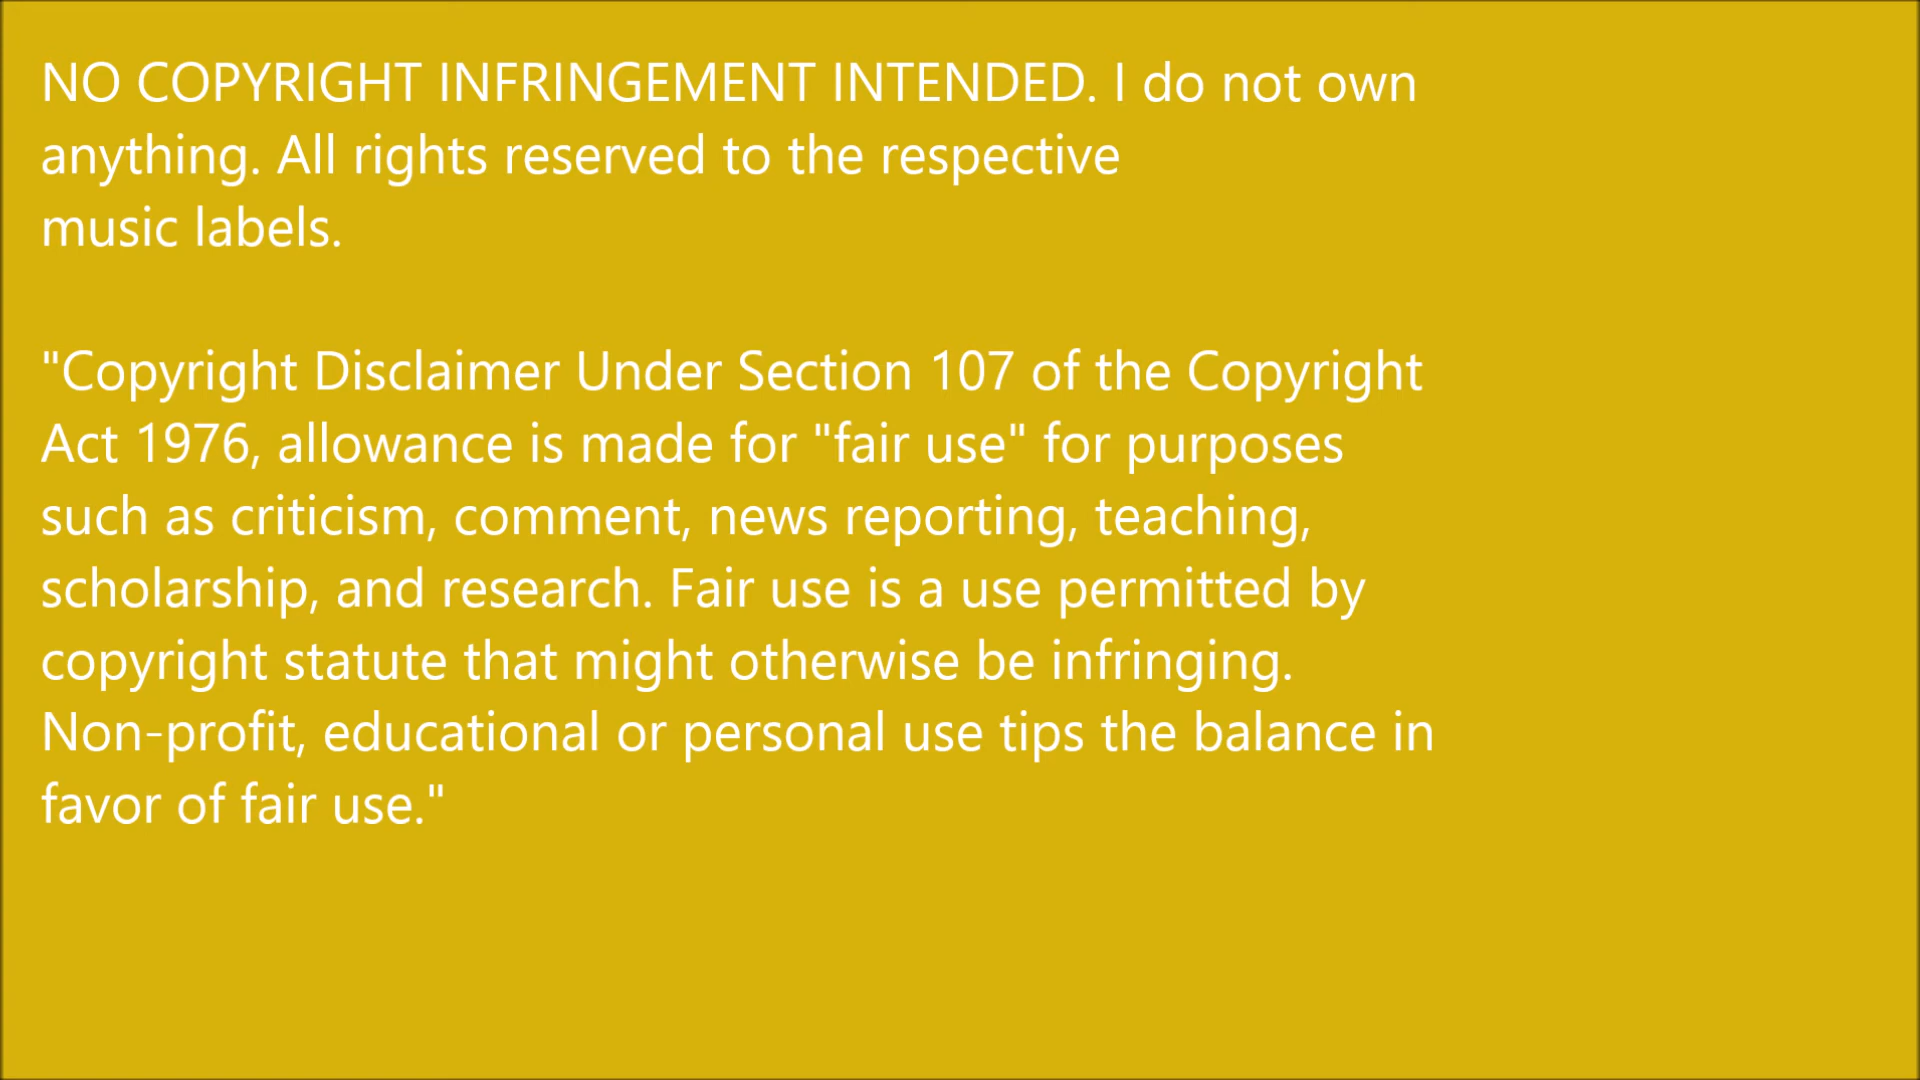 NO COPYRIGHT INFRINGEMENT INTENDED. I do not own
anything. All rights reserved to the respective
music labels.
"Copyright Disclaimer Under Section 107 of the Copyright
Act 1976, allowance is made for "fair use" for purposes
such as criticism, comment, news reporting, teaching,
scholarship, and research. Fair use is a use permitted by
copyright statute that might otherwise be infringing.
Non-profit, educational or personal use tips the balance in
favor of fair use."